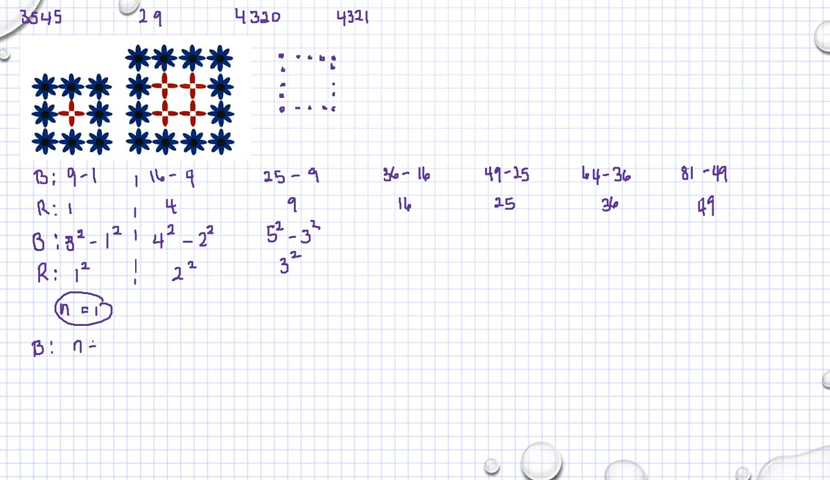 3545 29 4320 4321
B: 9-1 | 16-4 25-9 36-16 49-25 64-36 81-49
R: 1 | 4 9 16 25 36 49
B: 3² - 1² | 4² - 2² 5² - 3²
R: 1² | 2² 3²
n = 1
B: n -